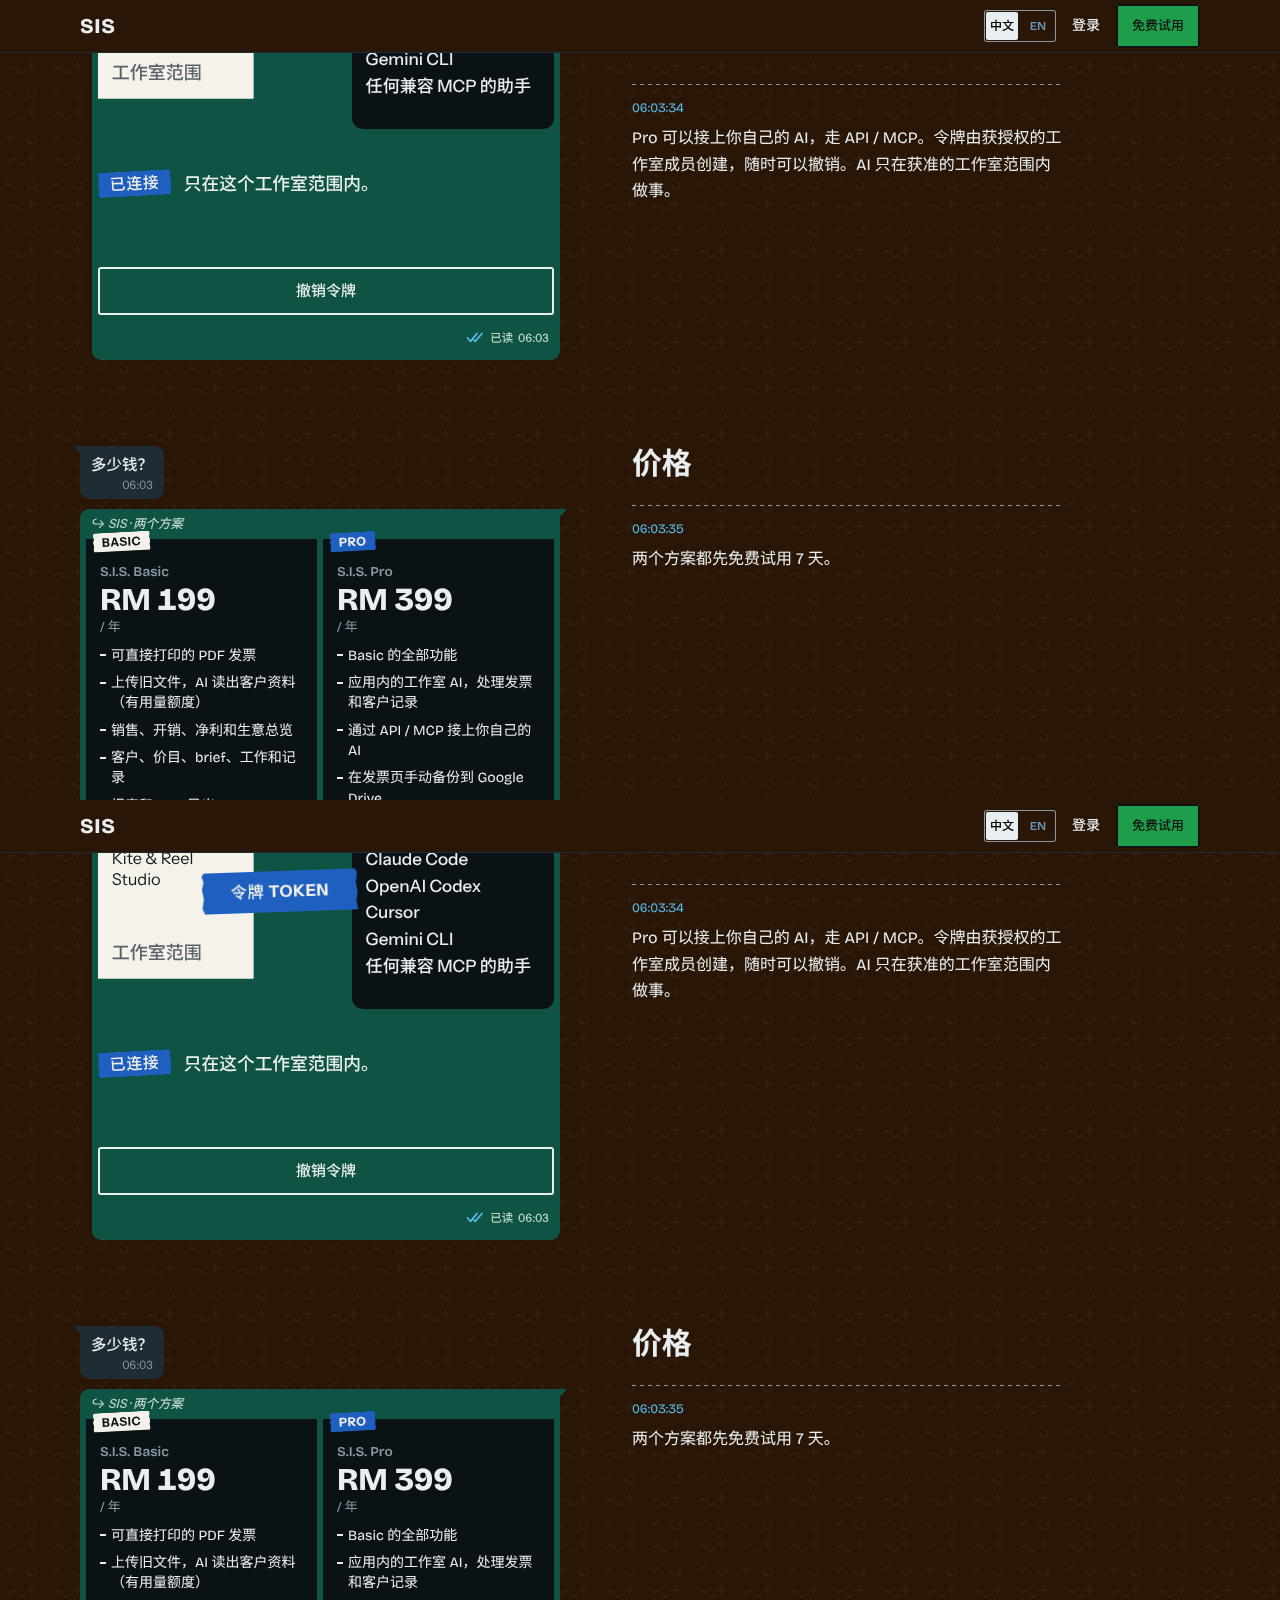 SIS
中文 EN 登录 免费试用
工作室范围
Gemini CLI
任何兼容 MCP 的助手
已连接 只在这个工作室范围内。
撤销令牌
已读 06:03
06:03:34
Pro 可以接上你自己的 AI，走 API / MCP。令牌由获授权的工
作室成员创建，随时可以撤销。AI 只在获准的工作室范围内
做事。
多少钱？
06:03
↪ SIS · 两个方案
BASIC
S.I.S. Basic
RM 199
/ 年
– 可直接打印的 PDF 发票
– 上传旧文件，AI 读出客户资料
（有用量额度）
– 销售、开销、净利和生意总览
– 客户、价目、brief、工作和记
录
PRO
S.I.S. Pro
RM 399
/ 年
– Basic 的全部功能
– 应用内的工作室 AI，处理发票
和客户记录
– 通过 API / MCP 接上你自己的
AI
– 在发票页手动备份到 Google
Drive
价格
06:03:35
两个方案都先免费试用 7 天。
SIS
中文 EN 登录 免费试用
Kite & Reel
Studio
工作室范围
令牌 TOKEN
Claude Code
OpenAI Codex
Cursor
Gemini CLI
任何兼容 MCP 的助手
已连接 只在这个工作室范围内。
撤销令牌
已读 06:03
06:03:34
Pro 可以接上你自己的 AI，走 API / MCP。令牌由获授权的工
作室成员创建，随时可以撤销。AI 只在获准的工作室范围内
做事。
多少钱？
06:03
↪ SIS · 两个方案
BASIC
S.I.S. Basic
RM 199
/ 年
– 可直接打印的 PDF 发票
– 上传旧文件，AI 读出客户资料
（有用量额度）
PRO
S.I.S. Pro
RM 399
/ 年
– Basic 的全部功能
– 应用内的工作室 AI，处理发票
和客户记录
价格
06:03:35
两个方案都先免费试用 7 天。